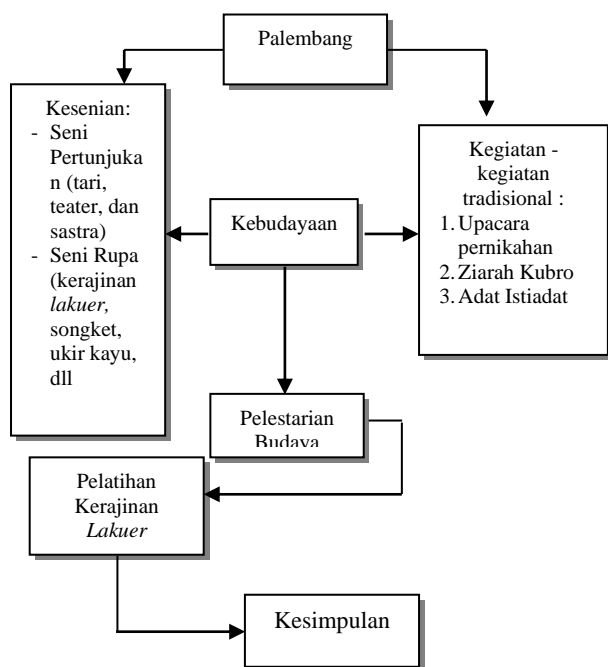 Palembang
Kesenian:
- Seni
Pertunjuka
n (tari,
teater, dan
sastra)
- Seni Rupa
(kerajinan
lakuer,
songket,
ukir kayu,
dll
Kebudayaan
Kegiatan -
kegiatan
tradisional :
1. Upacara
pernikahan
2. Ziarah Kubro
3. Adat Istiadat
Pelestarian
Budaya
Pelatihan
Kerajinan
Lakuer
Kesimpulan